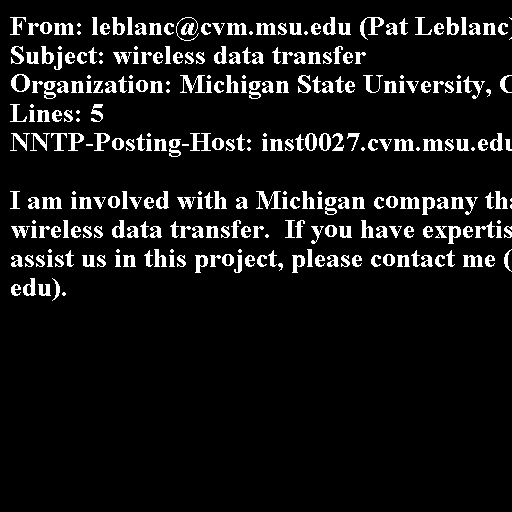 From: leblanc@cvm.msu.edu (Pat Leblanc)
Subject: wireless data transfer
Organization: Michigan State University, C
Lines: 5
NNTP-Posting-Host: inst0027.cvm.msu.edu

I am involved with a Michigan company tha
wireless data transfer.  If you have expertis
assist us in this project, please contact me (
edu).